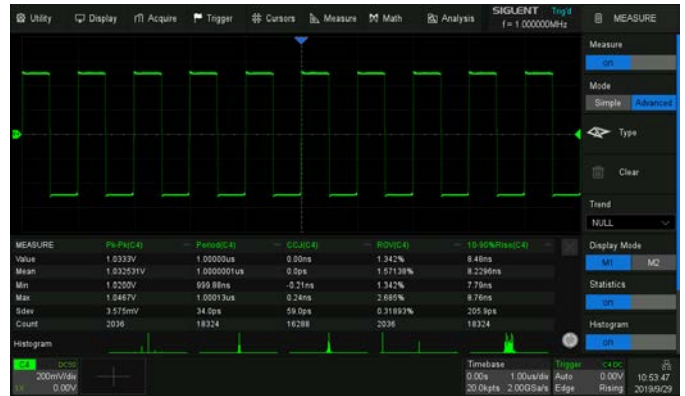 Utility Display Acquire Trigger Cursors Measure Math Analysis SIGLENT Trig'd
f = 1.000000MHz
MEASURE
Measure
on
Mode
Simple Advanced
Type
Clear
Trend
NULL
Display Mode
M1 M2
Statistics
on
Histogram
on
MEASURE Pk-Pk(C4) Period(C4) CCJ(C4) ROV(C4) 10-90%Rise(C4)
Value 1.0333V 1.00000us 0.00ns 1.342% 8.48ns
Mean 1.032531V 1.0000001us 0.0ps 1.57138% 8.2296ns
Min 1.0200V 999.88ns -0.21ns 1.342% 7.79ns
Max 1.0467V 1.00013us 0.24ns 2.685% 8.76ns
Sdev 3.575mV 34.0ps 59.0ps 0.31893% 205.9ps
Count 2036 18324 16288 2036 18324
Histogram
C4 DC50
200mV/div
1X 0.00V
Timebase
0.00s 1.00us/div
20.0kpts 2.00GSa/s
Trigger C4 DC
Auto 0.00V
Edge Rising
10:53:47
2019/9/29